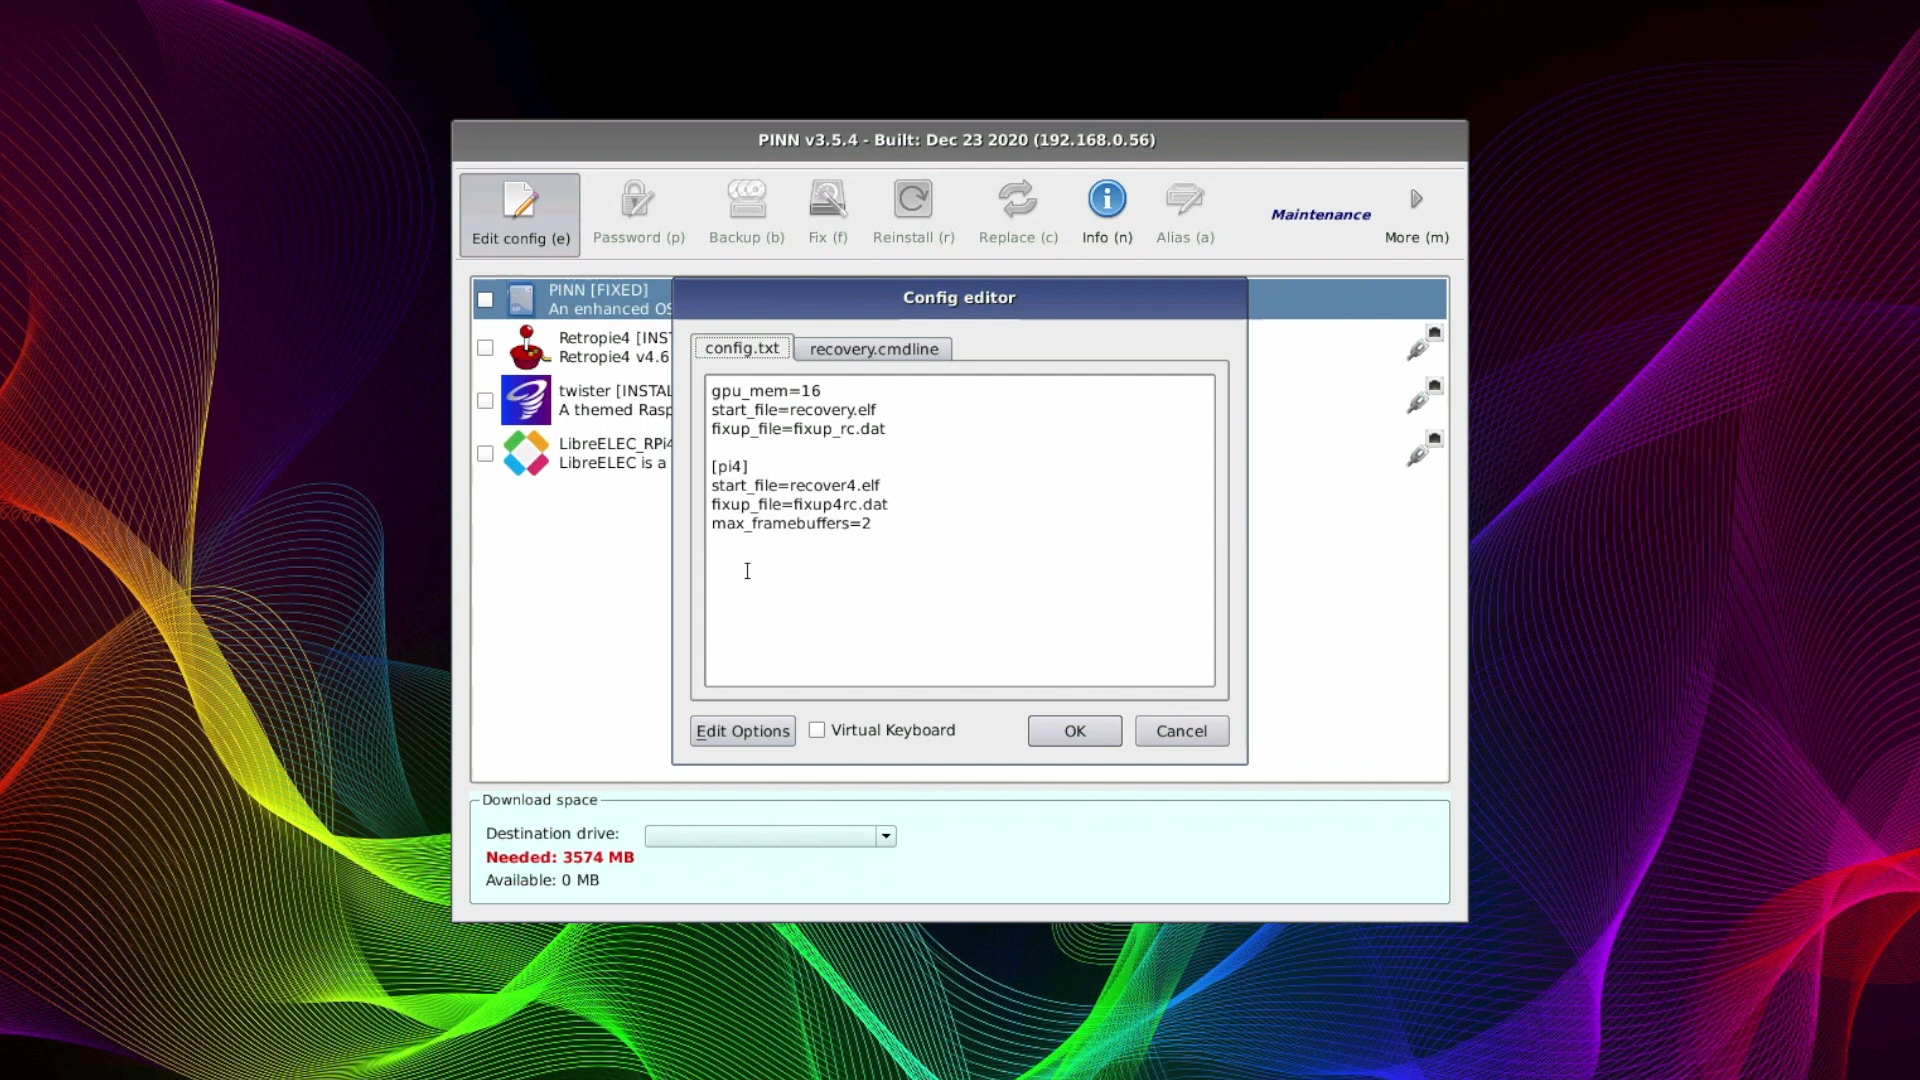 PINN v3.5.4 - Built: Dec 23 2020 (192.168.0.56)
Edit config (e)
Password (p)
Backup (b)
Fix (f)
Reinstall (r)
Replace (c)
Info (n)
Alias (a)
Maintenance
More (m)
PINN [FIXED]
An enhanced OS
Retropie4 [INST
Retropie4 v4.6
twister [INSTAL
A themed Rasp
LibreELEC_RPi4
LibreELEC is a
Config editor
config.txt
recovery.cmdline
gpu_mem=16
start_file=recovery.elf
fixup_file=fixup_rc.dat
[pi4]
start_file=recover4.elf
fixup_file=fixup4rc.dat
max_framebuffers=2
Edit Options
Virtual Keyboard
OK
Cancel
Download space
Destination drive:
Needed: 3574 MB
Available: 0 MB